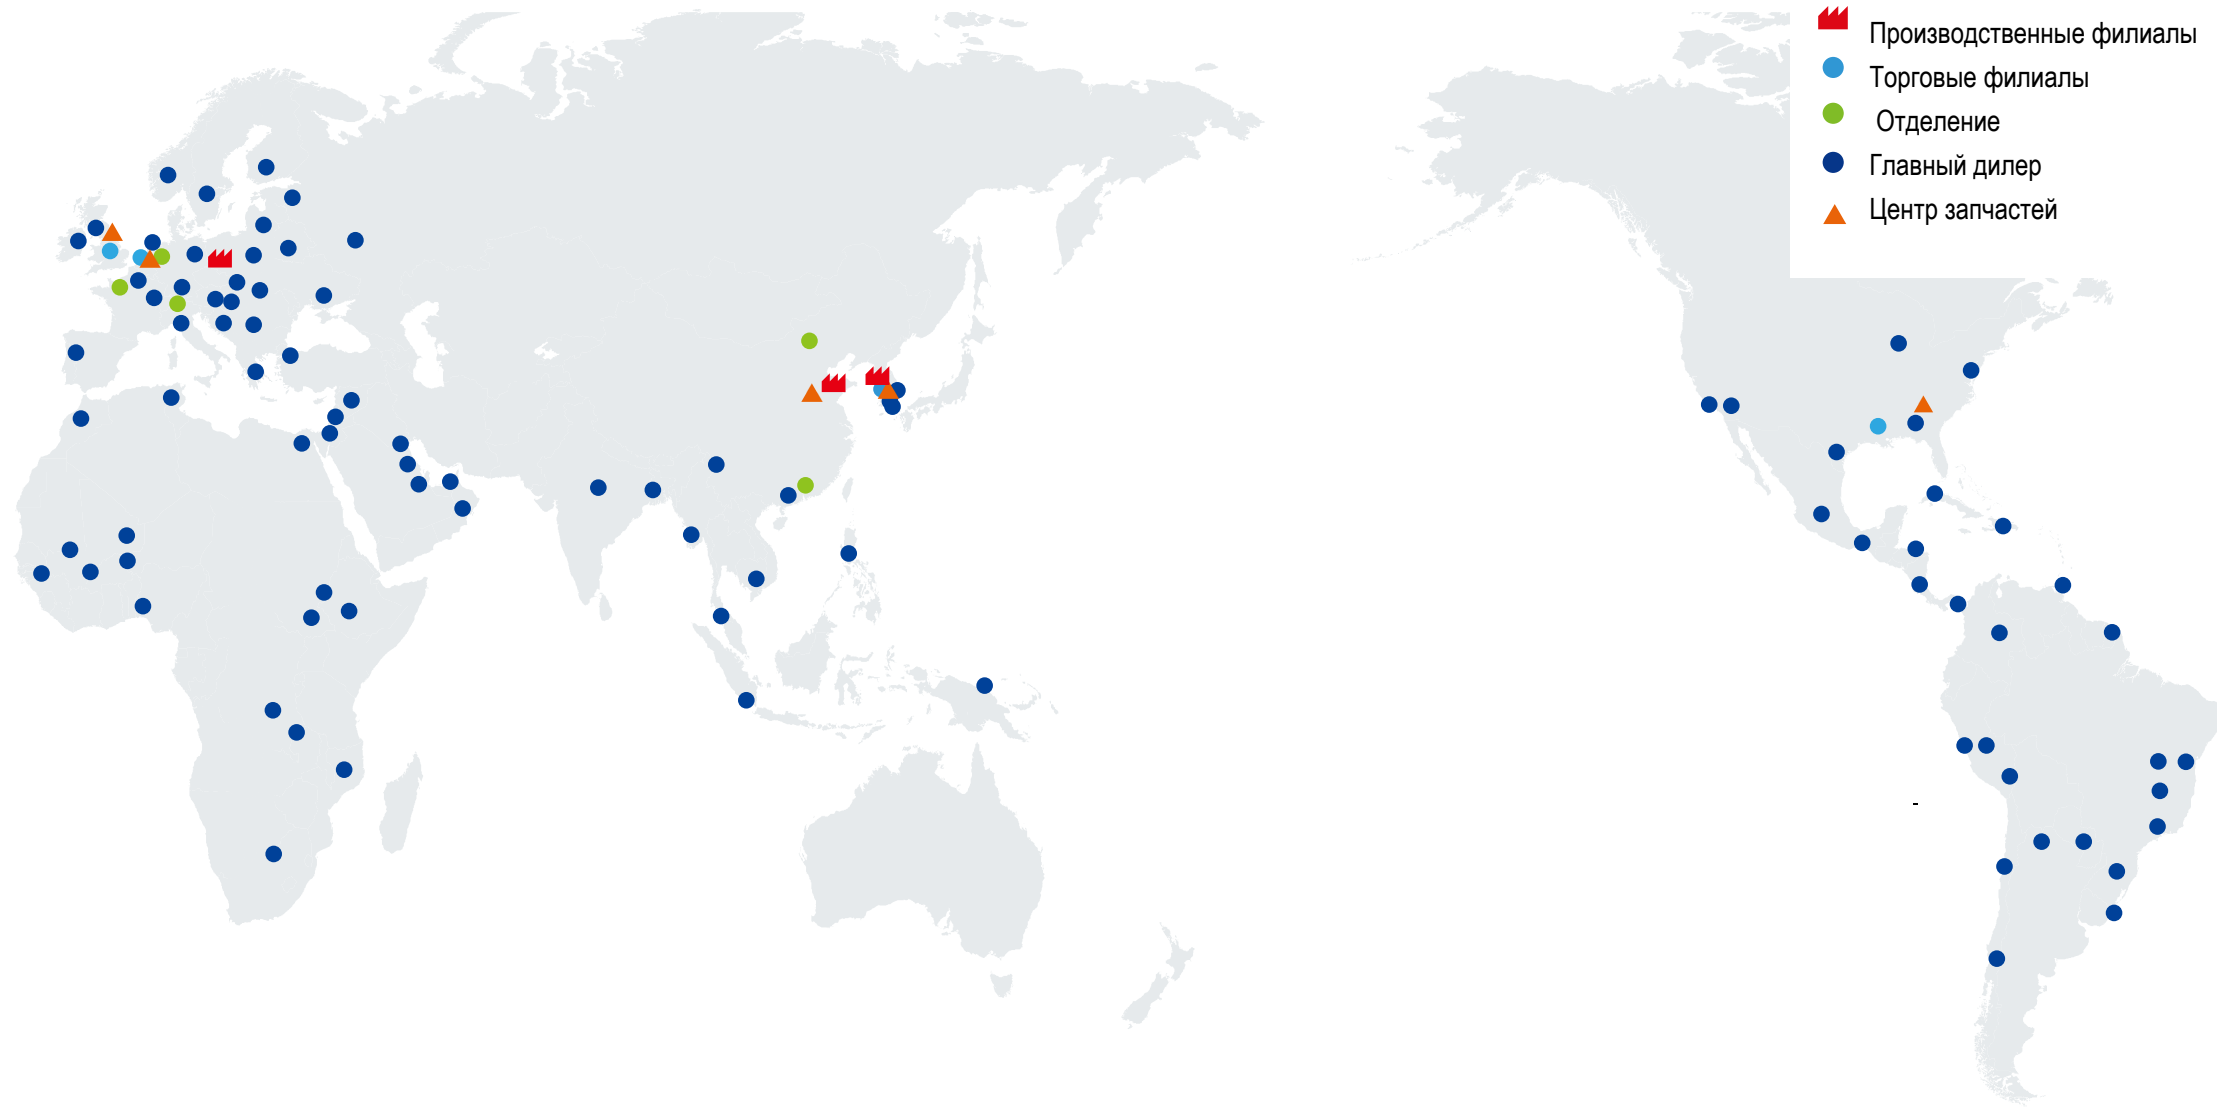 Производственные филиалы
Торговые филиалы
Отделение
Главный дилер
Центр запчастей
-